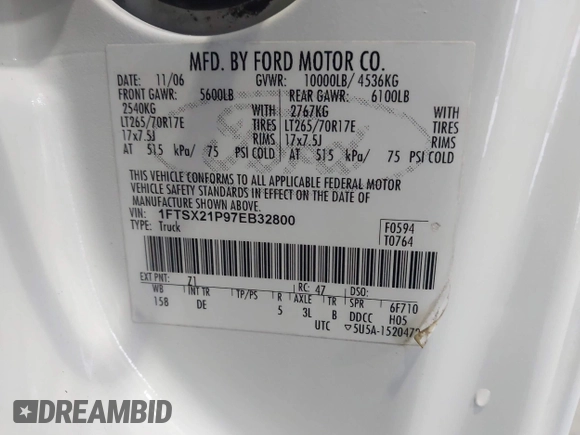 MFD. BY FORD MOTOR CO.
DATE: 11/06 GVWR: 10000LB/ 4536KG
FRONT GAWR: 5600LB REAR GAWR: 6100LB
2540KG WITH 2767KG WITH
LT265/70R17E TIRES LT265/70R17E TIRES
17x7.5J RIMS 17x7.5J RIMS
AT 515 kPa/ 75 PSI COLD AT 515 kPa/ 75 PSI COLD
THIS VEHICLE CONFORMS TO ALL APPLICABLE FEDERAL MOTOR
VEHICLE SAFETY STANDARDS IN EFFECT ON THE DATE OF
MANUFACTURE SHOWN ABOVE.
VIN: 1FTSX21P97EB32800 F0594
TYPE: Truck T0764
EXT PNT: Z1 RC: 47 DSO:
WB INT TR TP/PS R AXLE TR SPR 6F710
158 DE 5 3L B DDCC H05
UTC 5U5A-1520472
DREAMBID